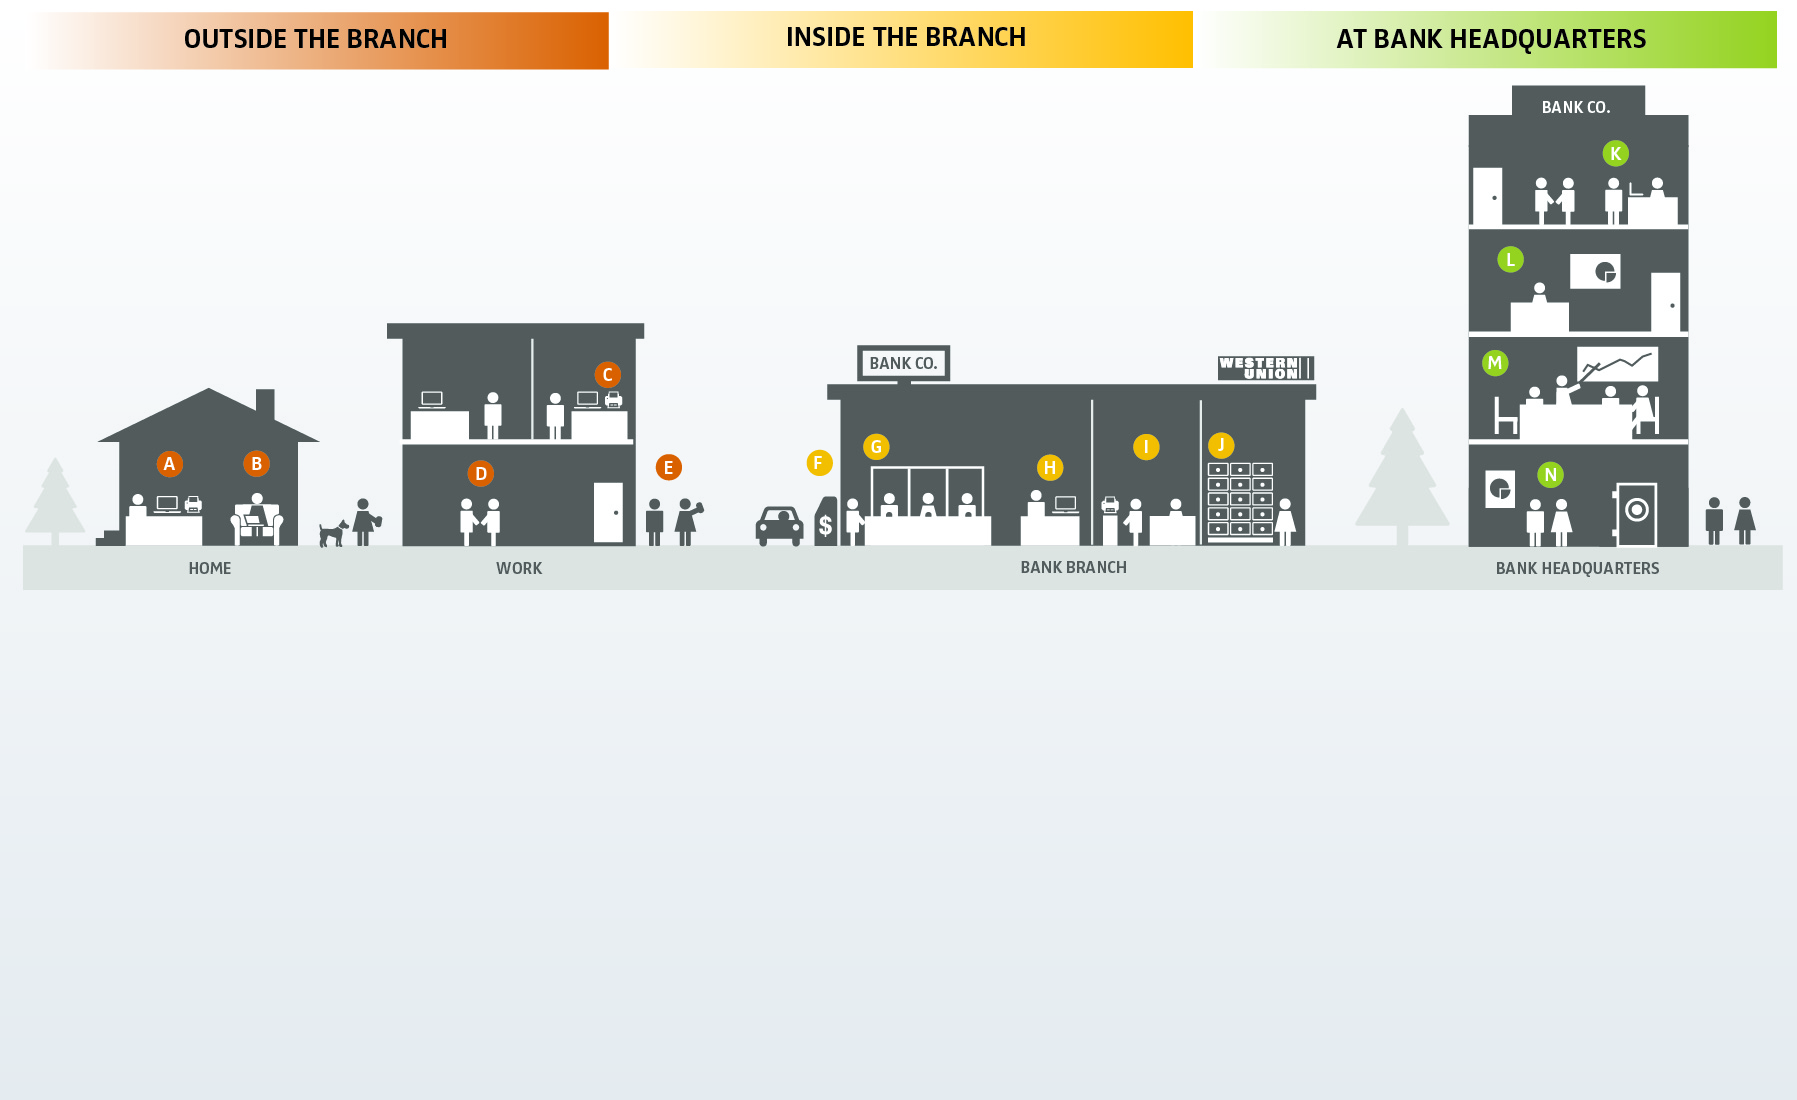 OUTSIDE THE BRANCH
INSIDE THE BRANCH
AT BANK HEADQUARTERS
BANK CO.
K
L
M
N
C
A
B
D
E
BANK CO.
WESTERN
UNION
F
G
H
I
J
$
HOME
WORK
BANK BRANCH
BANK HEADQUARTERS